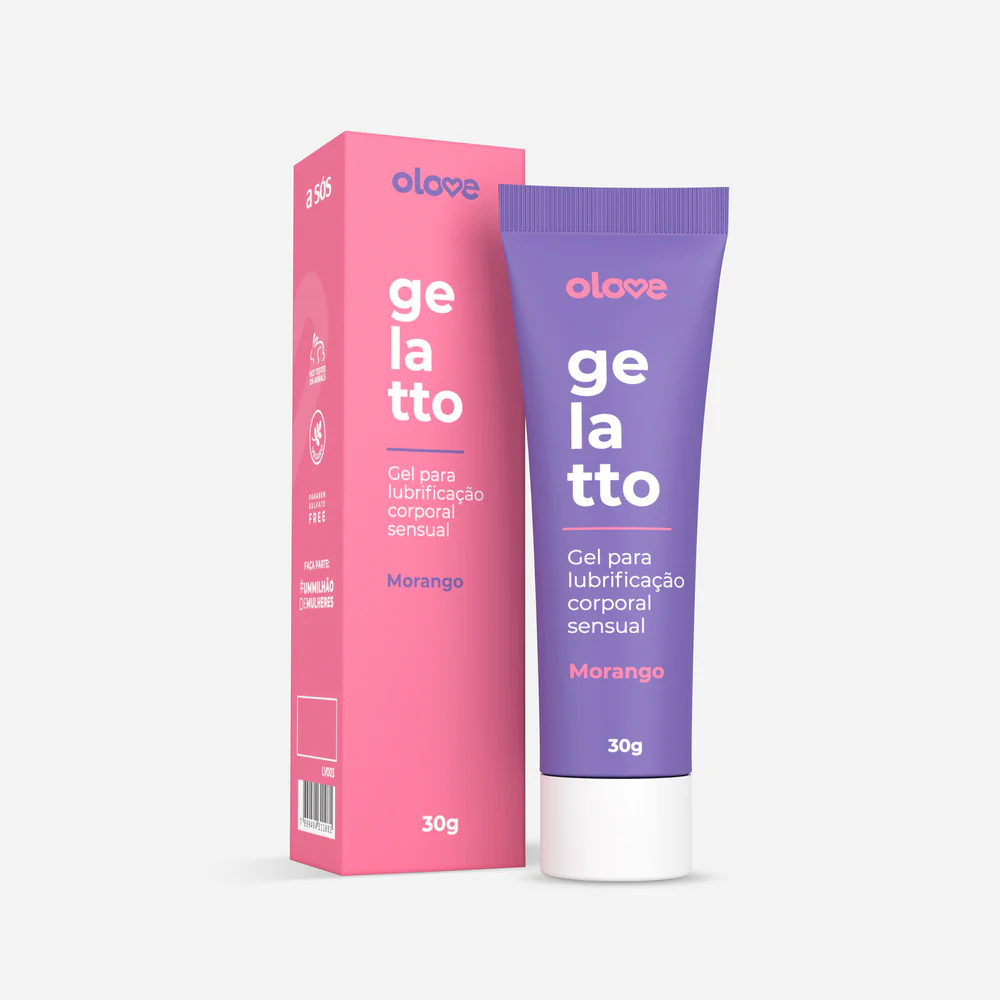 a sós
NOT TESTED
ON ANIMALS
PARABEN
SULFATE
FREE
FAÇA PARTE:
#UMMILHÃO
DEMULHERES
LV003
olove
ge
la
tto
Gel para
lubrificação
corporal
sensual
Morango
30g
olove
ge
la
tto
Gel para
lubrificação
corporal
sensual
Morango
30g